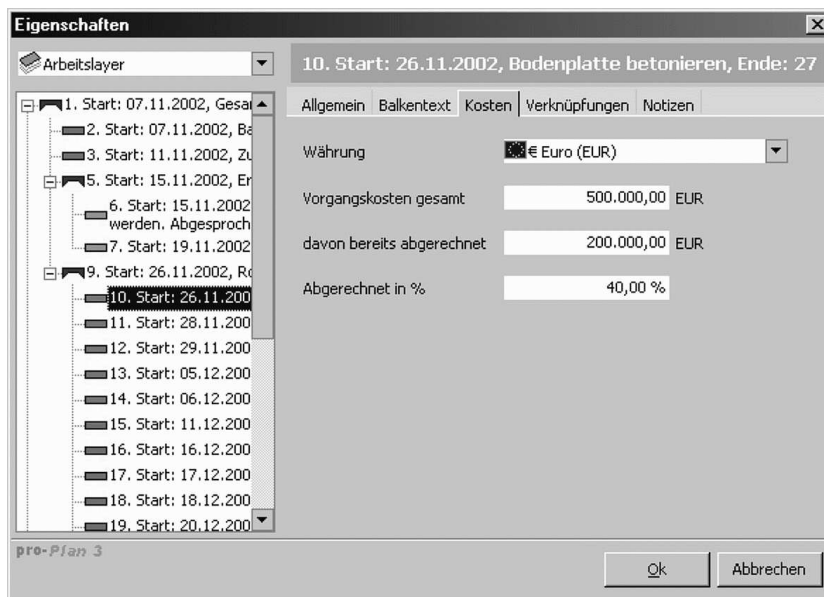 Eigenschaften
Arbeitslayer
1. Start: 07.11.2002,
2. Start: 07.11.2002,
3. Start: 11.11.2002,
5. Start: 15.11.2002,
6. Start: 15.11.2002
werden. Abgesproch
7. Start: 19.11.2002
9. Start: 26.11.2002,
10. Start: 26.11.200
11. Start: 28.11.200
12. Start: 29.11.200
13. Start: 05.12.200
14. Start: 06.12.200
15. Start: 11.12.200
16. Start: 16.12.200
17. Start: 17.12.200
18. Start: 18.12.200
19. Start: 20.12.200
10. Start: 26.11.2002, Bodenplatte betonieren, Ende: 27
Allgemein Balkentext Kosten Verknüpfungen Notizen
Währung € Euro (EUR)
Vorgangskosten gesamt 500.000,00 EUR
davon bereits abgerechnet 200.000,00 EUR
Abgerechnet in % 40,00 %
pro-Plan 3
Ok Abbrechen